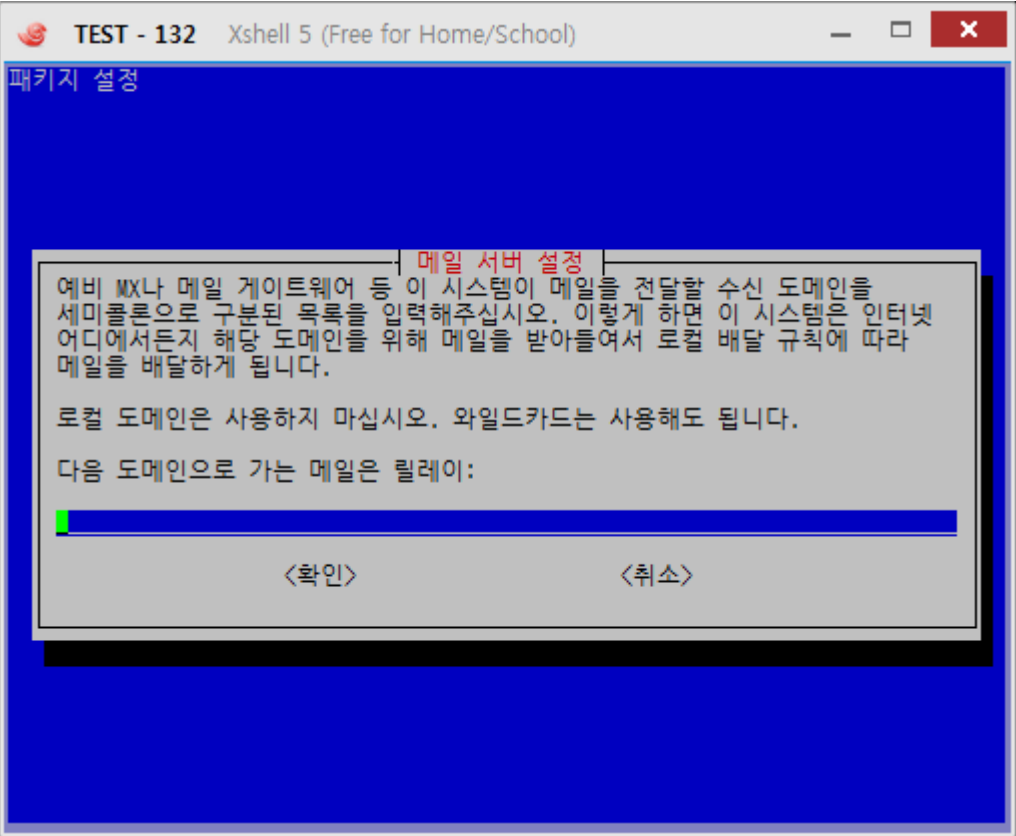 TEST - 132 Xshell 5 (Free for Home/School)
패키지 설정
메일 서버 설정
예비 MX나 메일 게이트웨어 등 이 시스템이 메일을 전달할 수신 도메인을
세미콜론으로 구분된 목록을 입력해주십시오. 이렇게 하면 이 시스템은 인터넷
어디에서든지 해당 도메인을 위해 메일을 받아들여서 로컬 배달 규칙에 따라
메일을 배달하게 됩니다.
로컬 도메인은 사용하지 마십시오. 와일드카드는 사용해도 됩니다.
다음 도메인으로 가는 메일은 릴레이:
<확인> <취소>